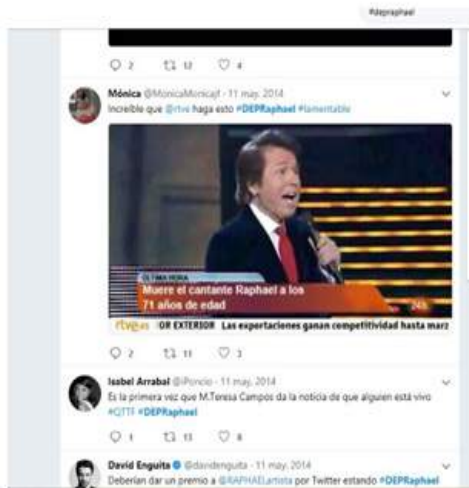 #depraphael
2 12 4
Mónica @MonicaMonicajf - 11 may. 2014
Increíble que @rtve haga esto #DEPRaphael #lamentable
ÚLTIMA HORA
Muere el cantante Raphael a los
71 años de edad
24h
rtve.es OR EXTERIOR Las exportaciones ganan competitividad hasta marz
2 11 3
Isabel Arrabal @iPoncio - 11 may. 2014
Es la primera vez que M.Teresa Campos da la noticia de que alguien está vivo
#QTTF #DEPRaphael
1 13 8
David Enguita @davidenguita - 11 may. 2014
Deberían dar un premio a @RAPHAELartista por Twitter estando #DEPRaphael